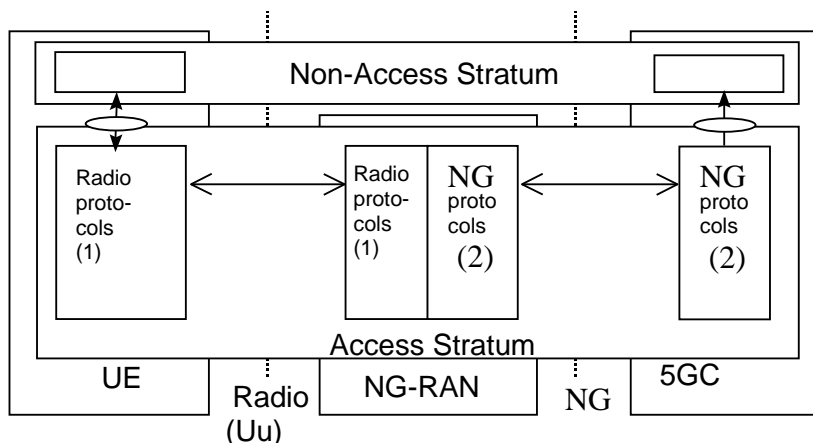 Non-Access Stratum
Radio
proto-
cols
(1)
Radio
proto-
cols
(1)
NG
proto
cols
(2)
NG
proto
cols
(2)
Access Stratum
UE
Radio
(Uu)
NG-RAN
NG
5GC